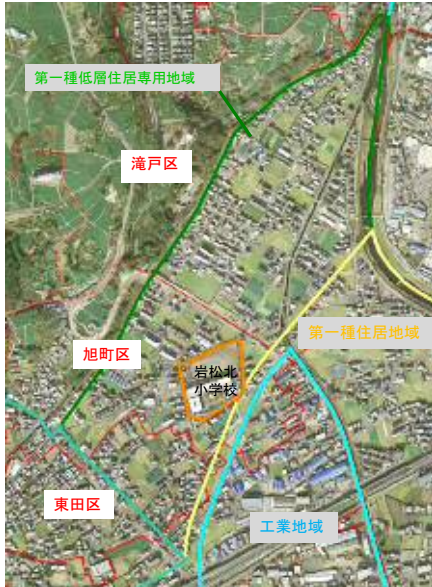 第一種低層住居専用地域
滝戸区
第一種住居地域
旭町区
岩松北
小学校
東田区
工業地域